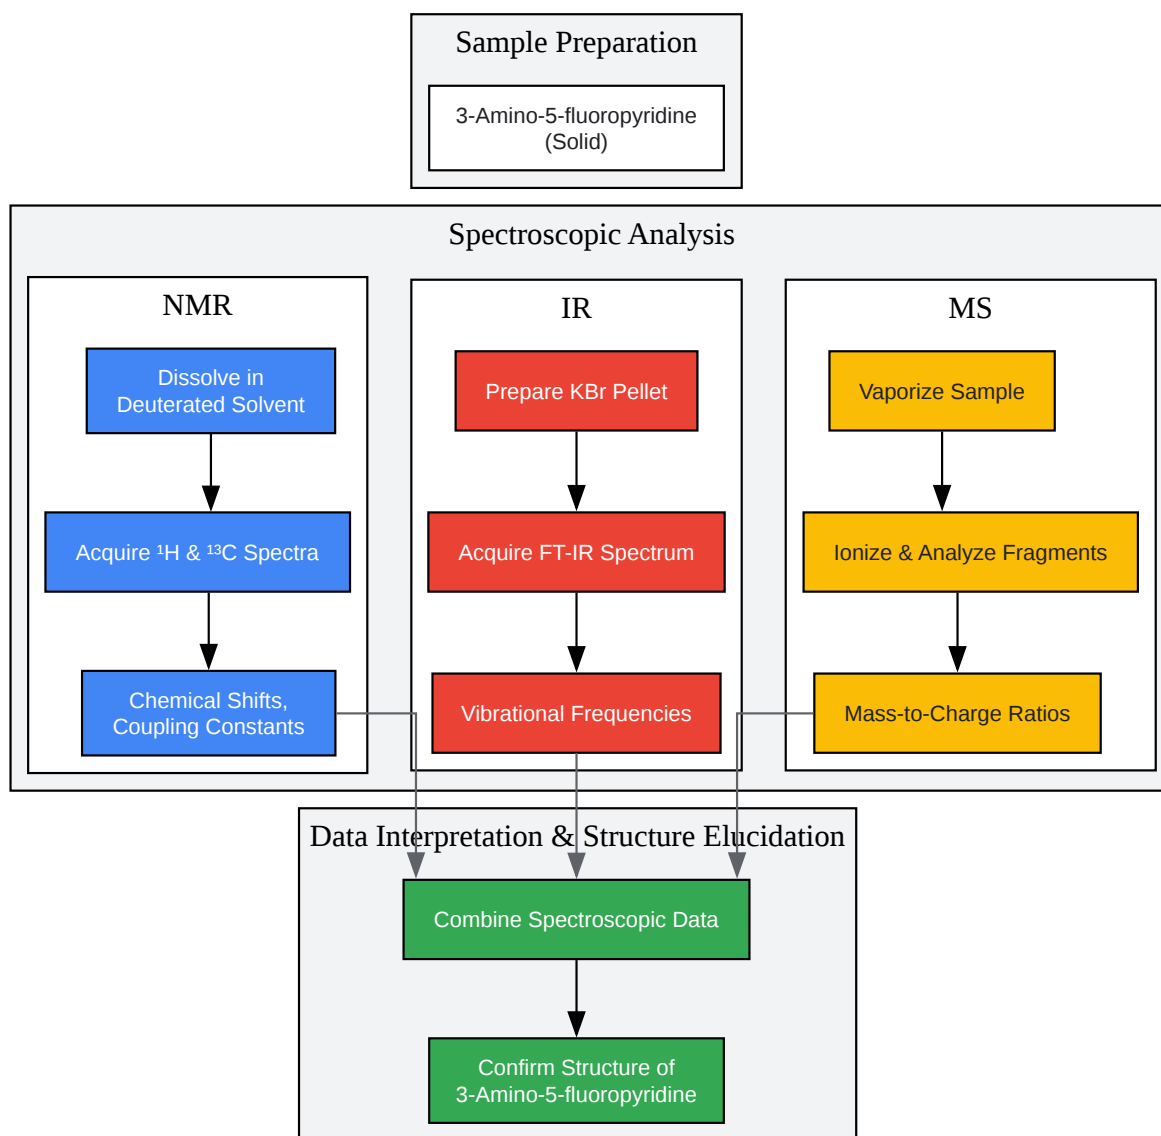 Sample Preparation
3-Amino-5-fluoropyridine
(Solid)
Spectroscopic Analysis
NMR
Dissolve in
Deuterated Solvent
Acquire ¹H & ¹³C Spectra
Chemical Shifts,
Coupling Constants
IR
Prepare KBr Pellet
Acquire FT-IR Spectrum
Vibrational Frequencies
MS
Vaporize Sample
Ionize & Analyze Fragments
Mass-to-Charge Ratios
Data Interpretation & Structure Elucidation
Combine Spectroscopic Data
Confirm Structure of
3-Amino-5-fluoropyridine